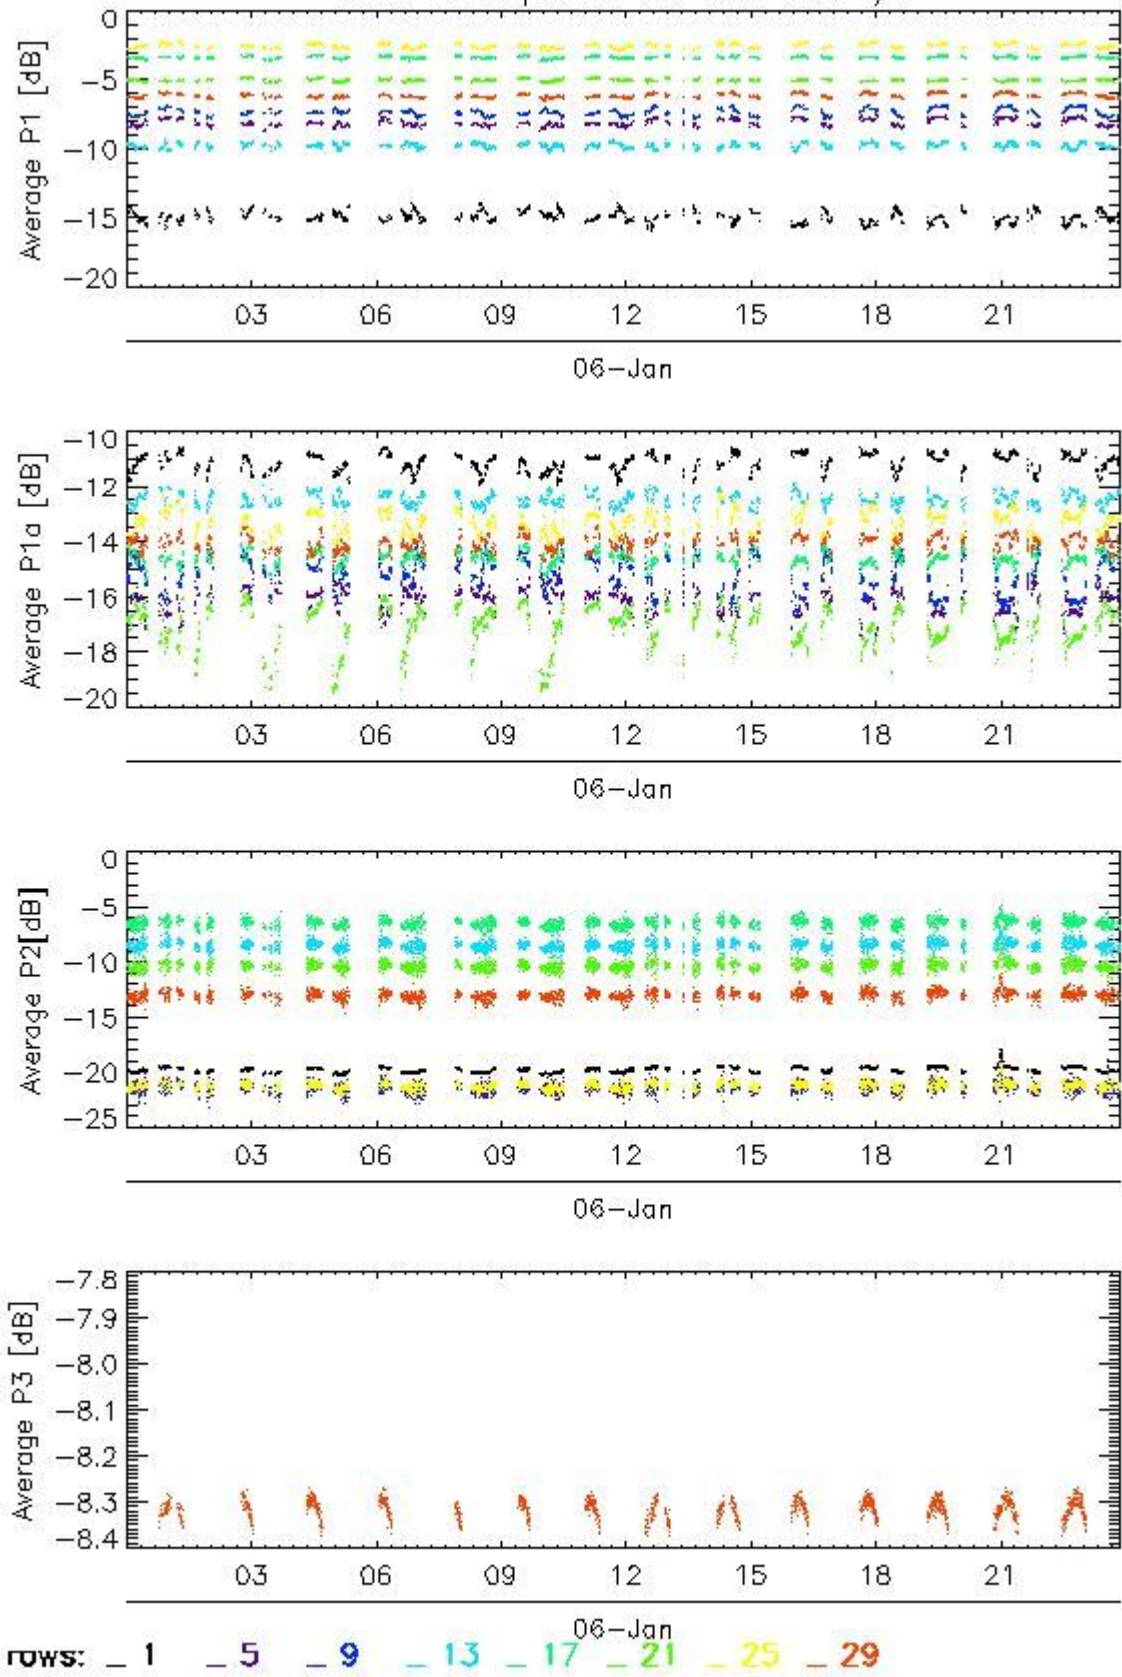 0
−5
−10
−15
−20
Average P1 [dB]
03 06 09 12 15 18 21
06−Jan
−10
−12
−14
−16
−18
−20
Average P1a [dB]
03 06 09 12 15 18 21
06−Jan
0
−5
−10
−15
−20
−25
Average P2[dB]
03 06 09 12 15 18 21
06−Jan
−7.8
−7.9
−8.0
−8.1
−8.2
−8.3
−8.4
Average P3 [dB]
03 06 09 12 15 18 21
06−Jan
rows: _ 1 _ 5 _ 9 _ 13 _ 17 _ 21 _ 25 _ 29